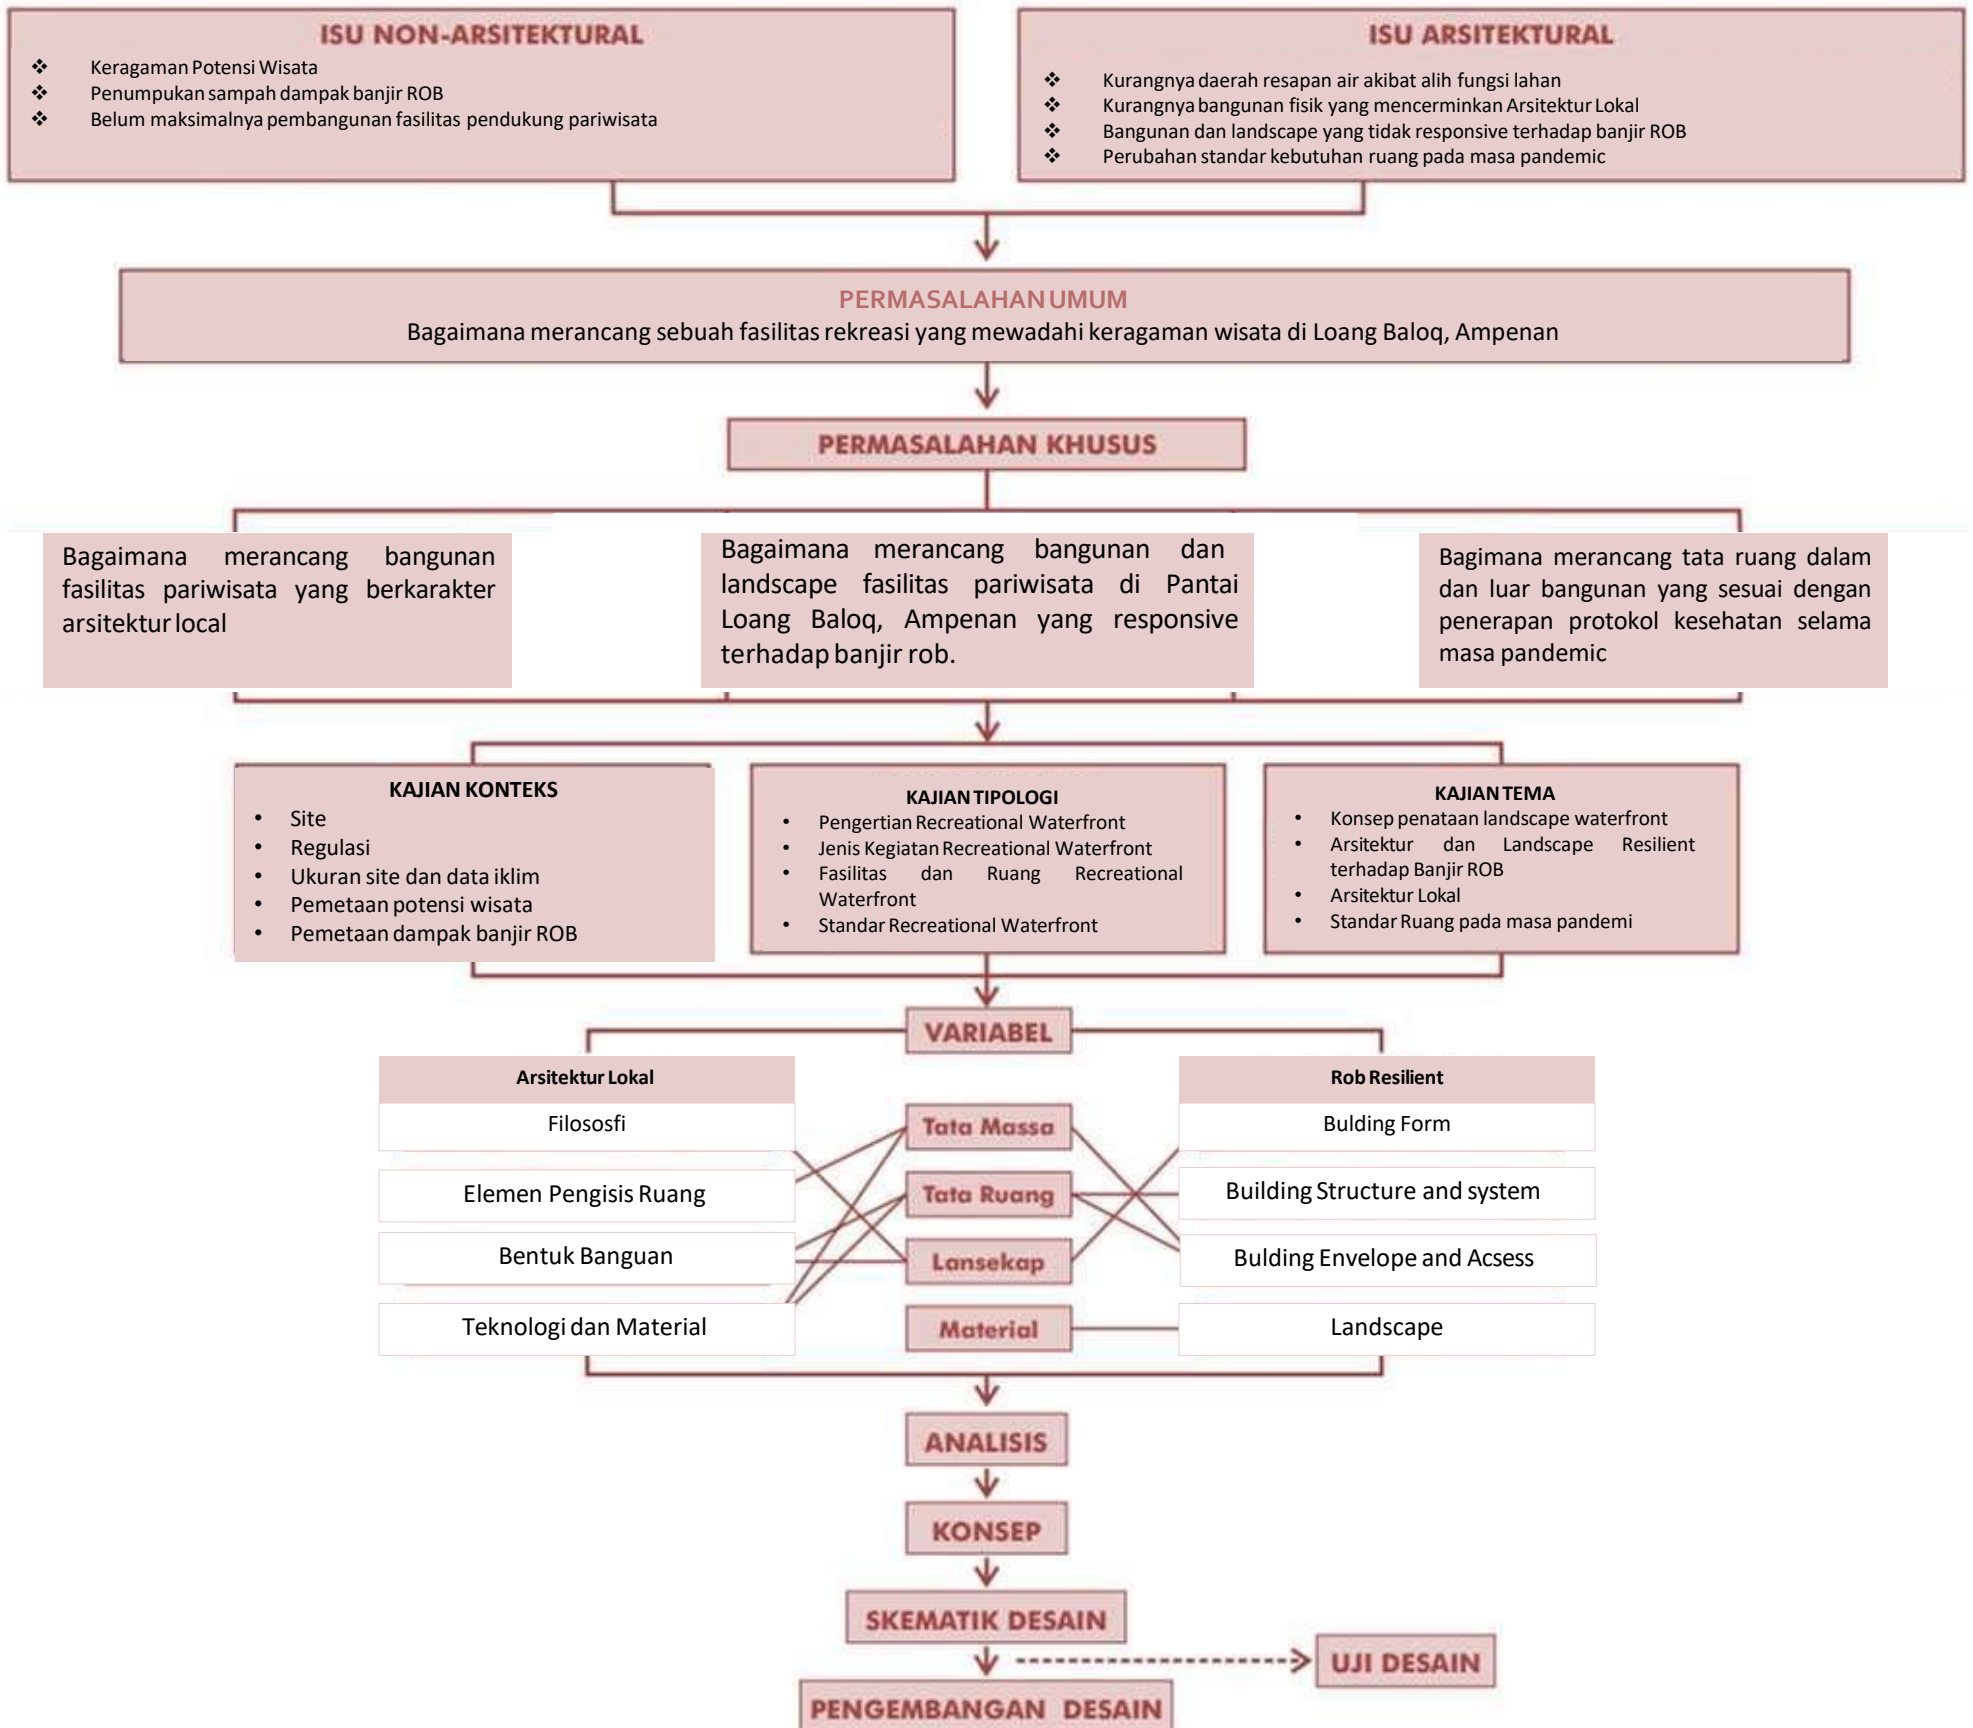 ISU NON-ARSITEKTURAL
❖ Keragaman Potensi Wisata
❖ Penumpukan sampah dampak banjir ROB
❖ Belum maksimalnya pembangunan fasilitas pendukung pariwisata
ISU ARSITEKTURAL
❖ Kurangnya daerah resapan air akibat alih fungsi lahan
❖ Kurangnya bangunan fisik yang mencerminkan Arsitektur Lokal
❖ Bangunan dan landscape yang tidak responsive terhadap banjir ROB
❖ Perubahan standar kebutuhan ruang pada masa pandemic
PERMASALAHAN UMUM
Bagaimana merancang sebuah fasilitas rekreasi yang mewadahi keragaman wisata di Loang Baloq, Ampenan
PERMASALAHAN KHUSUS
Bagaimana merancang bangunan
fasilitas pariwisata yang berkarakter
arsitektur local
Bagaimana merancang bangunan dan
landscape fasilitas pariwisata di Pantai
Loang Baloq, Ampenan yang responsive
terhadap banjir rob.
Bagimana merancang tata ruang dalam
dan luar bangunan yang sesuai dengan
penerapan protokol kesehatan selama
masa pandemic
KAJIAN KONTEKS
• Site
• Regulasi
• Ukuran site dan data iklim
• Pemetaan potensi wisata
• Pemetaan dampak banjir ROB
KAJIAN TIPOLOGI
• Pengertian Recreational Waterfront
• Jenis Kegiatan Recreational Waterfront
• Fasilitas dan Ruang Recreational
Waterfront
• Standar Recreational Waterfront
KAJIAN TEMA
• Konsep penataan landscape waterfront
• Arsitektur dan Landscape Resilient
terhadap Banjir ROB
• Arsitektur Lokal
• Standar Ruang pada masa pandemi
VARIABEL
Arsitektur Lokal
Filososfi
Elemen Pengisis Ruang
Bentuk Banguan
Teknologi dan Material
Tata Massa
Tata Ruang
Lansekap
Material
Rob Resilient
Bulding Form
Building Structure and system
Bulding Envelope and Acsess
Landscape
ANALISIS
KONSEP
SKEMATIK DESAIN
UJI DESAIN
PENGEMBANGAN DESAIN